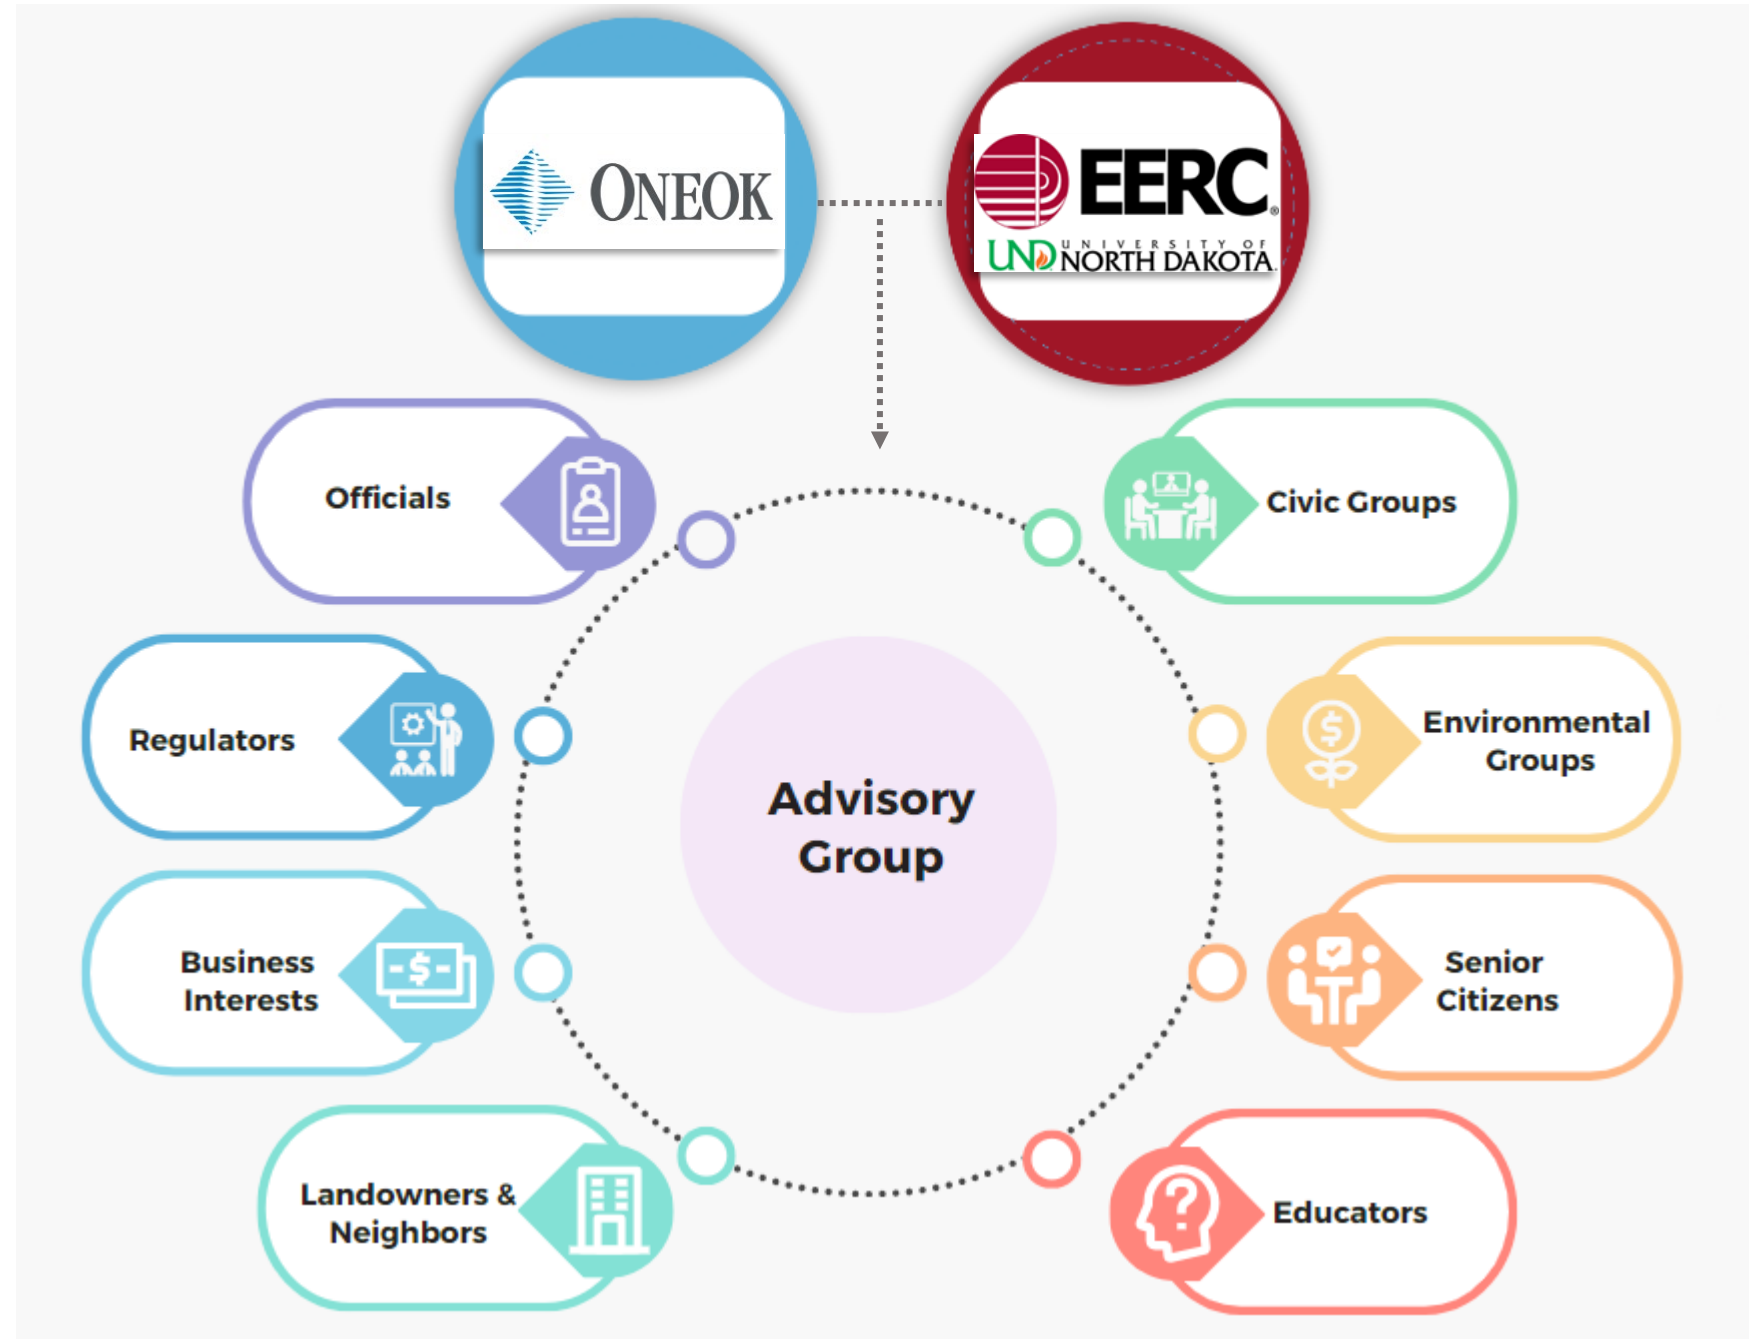 ONEOK
EERC®
UND UNIVERSITY OF
NORTH DAKOTA
Officials
Civic Groups
Regulators
Environmental
Groups
Advisory
Group
Business
Interests
Senior
Citizens
Landowners &
Neighbors
Educators